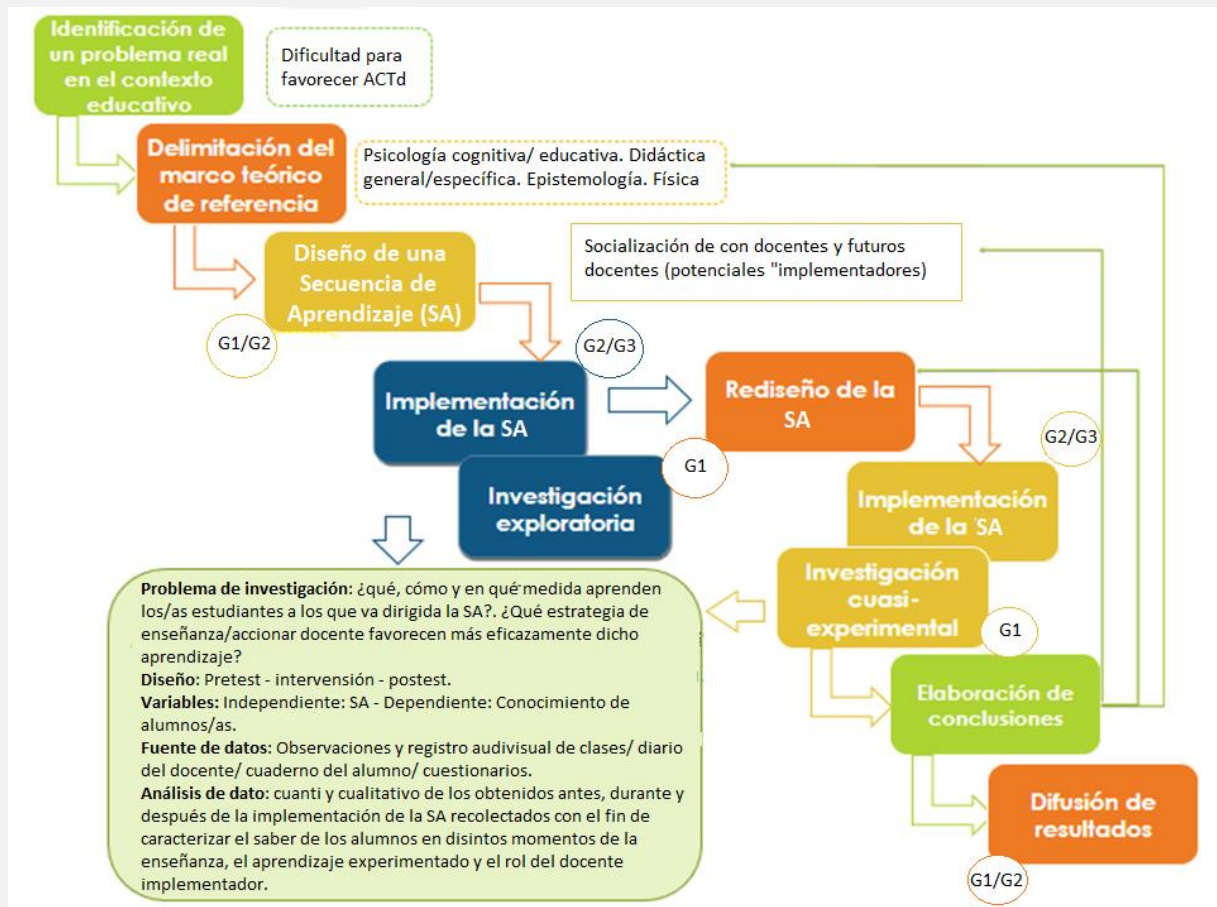 Identificación de
un problema real
en el contexto
educativo
Dificultad para
favorecer ACTd
Delimitación del
marco teórico
de referencia
Psicología cognitiva/ educativa. Didáctica
general/específica. Epistemología. Física
Diseño de una
Secuencia de
Aprendizaje (SA)
G1/G2
Socialización de con docentes y futuros
docentes (potenciales "implementadores)
G2/G3
Implementación
de la SA
Investigación
exploratoria
G1
Rediseño de la
SA
G2/G3
Implementación
de la SA
Investigación
cuasi-
experimental
G1
Problema de investigación: ¿qué, cómo y en qué medida aprenden
los/as estudiantes a los que va dirigida la SA?. ¿Qué estrategia de
enseñanza/accionar docente favorecen más eficazmente dicho
aprendizaje?
Diseño: Pretest - intervención - postest.
Variables: Independiente: SA - Dependiente: Conocimiento de
alumnos/as.
Fuente de datos: Observaciones y registro audivisual de clases/ diario
del docente/ cuaderno del alumno/ cuestionarios.
Análisis de dato: cuanti y cualitativo de los obtenidos antes, durante y
después de la implementación de la SA recolectados con el fin de
caracterizar el saber de los alumnos en disintos momentos de la
enseñanza, el aprendizaje experimentado y el rol del docente
implementador.
Elaboración de
conclusiones
Difusión de
resultados
G1/G2